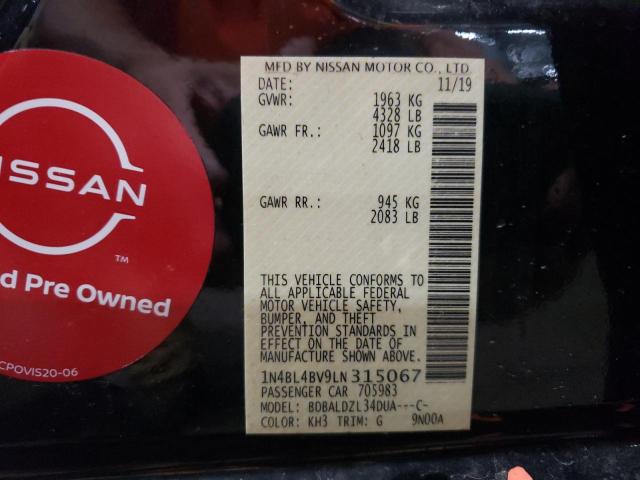 MFD BY NISSAN MOTOR CO., LTD
DATE: 11/19
GVWR: 1963 KG
4328 LB
GAWR FR.: 1097 KG
2418 LB
GAWR RR.: 945 KG
2083 LB
THIS VEHICLE CONFORMS TO
ALL APPLICABLE FEDERAL
MOTOR VEHICLE SAFETY,
BUMPER, AND THEFT
PREVENTION STANDARDS IN
EFFECT ON THE DATE OF
MANUFACTURE SHOWN ABOVE.
1N4BL4BV9LN315067
PASSENGER CAR 705983
MODEL: BDBALDZL34DUA---C-
COLOR: KH3 TRIM: G 9N00A
ISSAN
TM
d Pre Owned
CPOVIS20-06